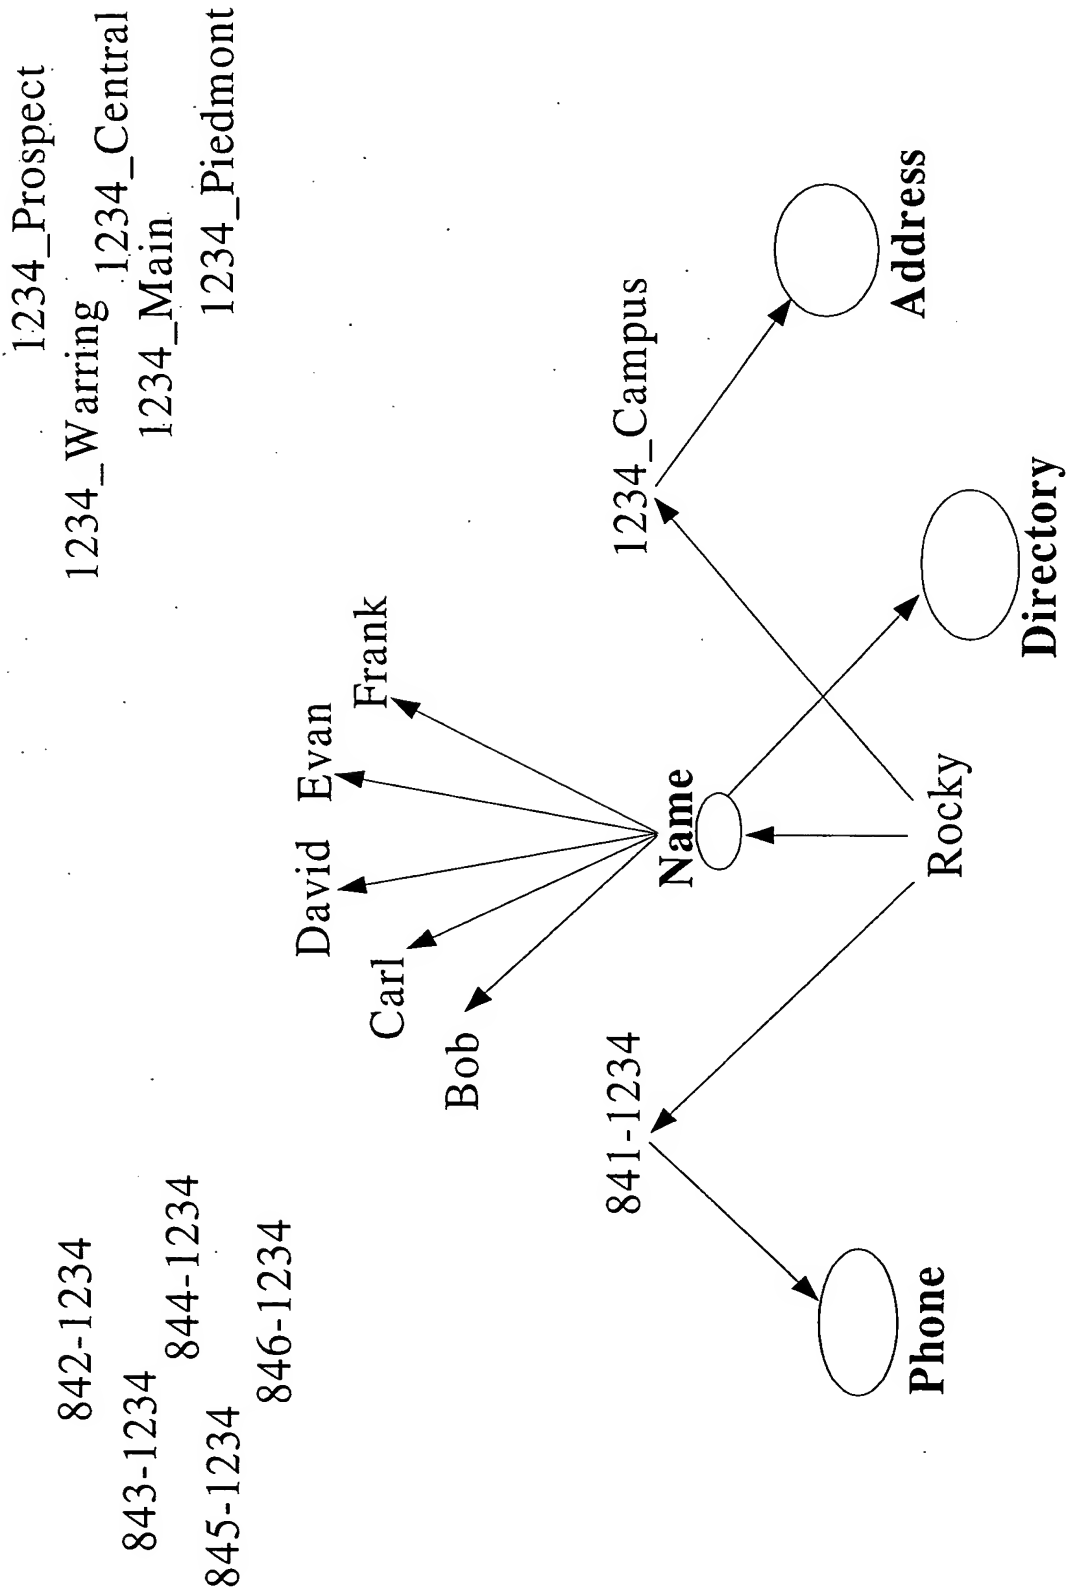 1234_Prospect
842-1234
1234_Warring
1234_Central
843-1234
1234_Main
844-1234
1234_Piedmont
845-1234
846-1234
David
Evan
Frank
Carl
Bob
841-1234
1234_Campus
Name
Address
Phone
Rocky
Directory